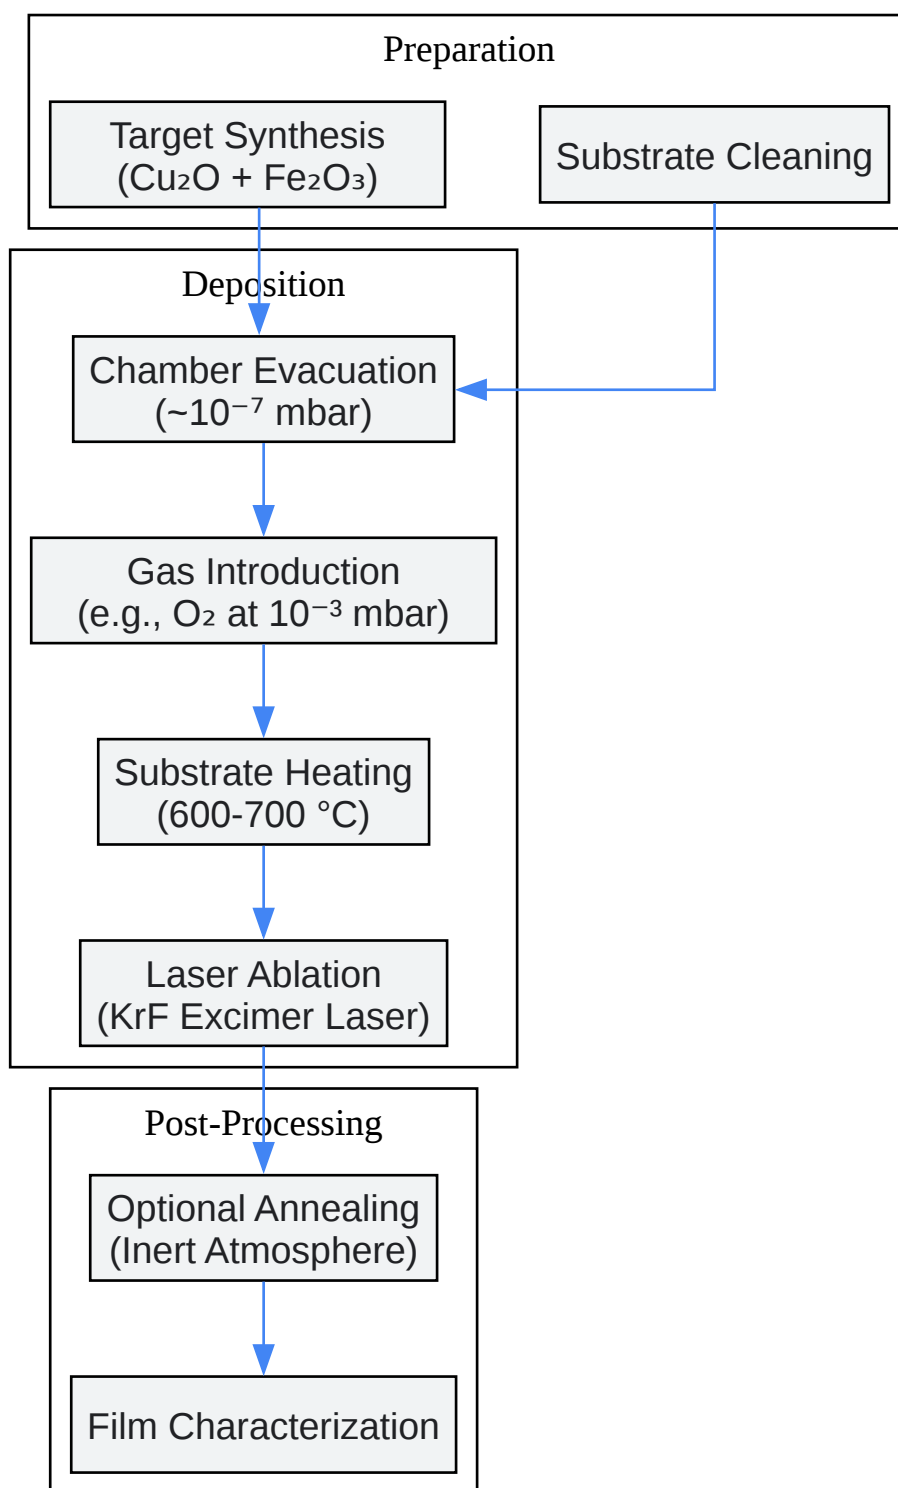 Preparation
Target Synthesis
(Cu₂O + Fe₂O₃)
Substrate Cleaning
Deposition
Chamber Evacuation
(~10⁻⁷ mbar)
Gas Introduction
(e.g., O₂ at 10⁻³ mbar)
Substrate Heating
(600-700 °C)
Laser Ablation
(KrF Excimer Laser)
Post-Processing
Optional Annealing
(Inert Atmosphere)
Film Characterization